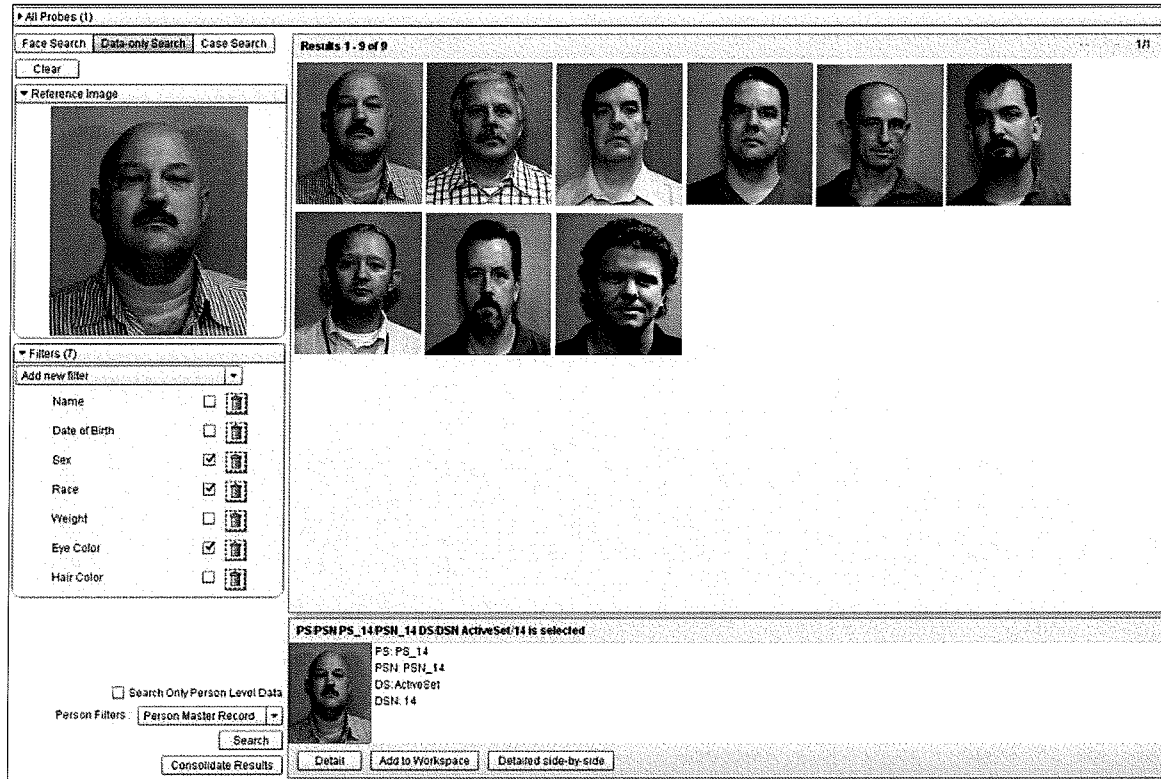 All Probes (1)
Face Search Data-only Search Case Search
Clear
Reference Image
Filters (7)
Add new filter
Name
Date of Birth
Sex
Race
Weight
Eye Color
Hair Color
Search Only Person Level Data
Person Filters : Person Master Record
Search
Consolidate Results
Results 1 - 9 of 9 1/1
PS/PSN PS_14/PSN_14 DS/DSN ActiveSet/14 is selected
PS: PS_14
PSN: PSN_14
DS: ActiveSet
DSN: 14
Detail Add to Workspace Detailed side-by-side